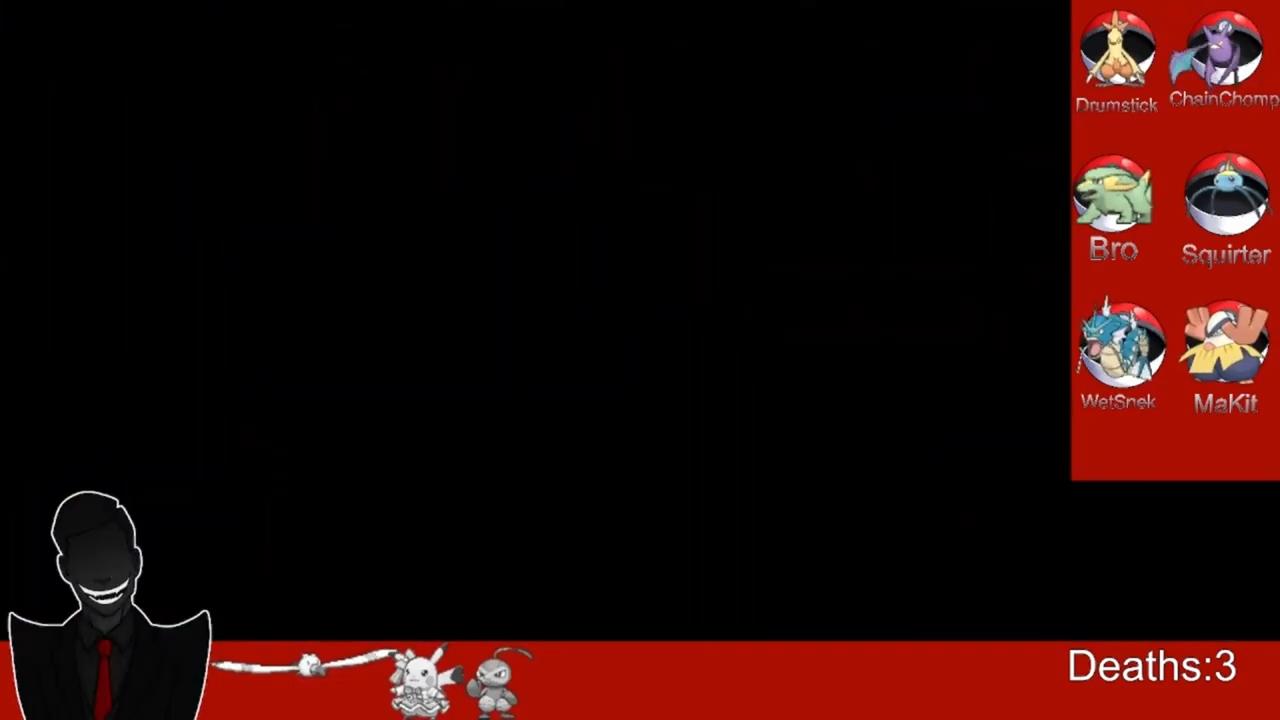 Drumstick
ChainChomp
Bro
Squirter
WetSnek
MaKit
Deaths:3